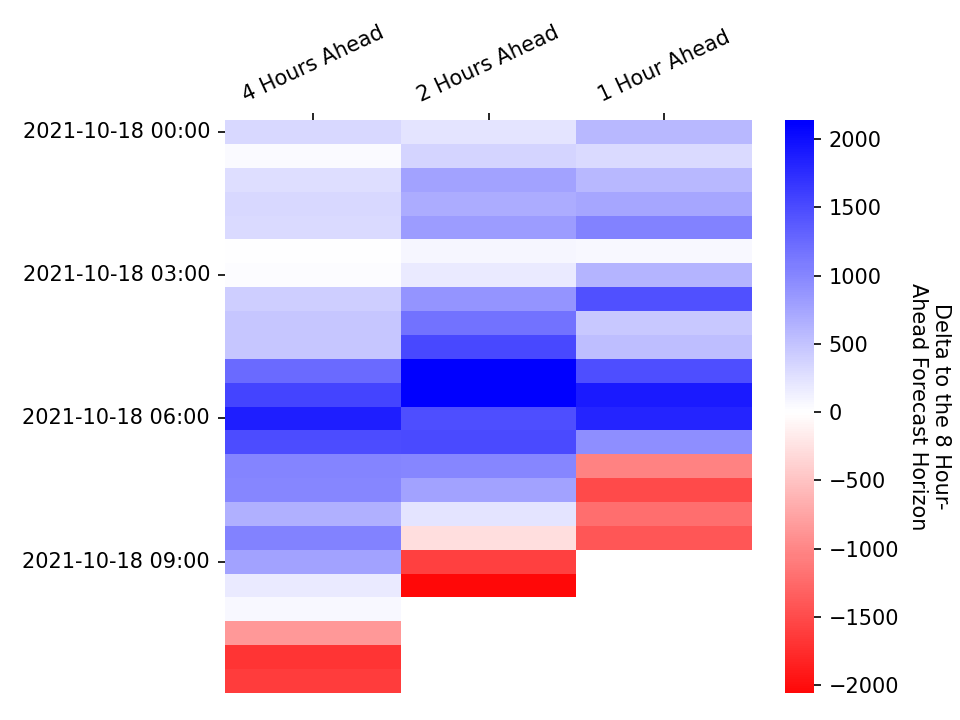 4 Hours Ahead
2 Hours Ahead
1 Hour Ahead
2021-10-18 00:00
2021-10-18 03:00
2021-10-18 06:00
2021-10-18 09:00
2000
1500
1000
500
0
−500
−1000
−1500
−2000
Delta to the 8 Hour-
Ahead Forecast Horizon